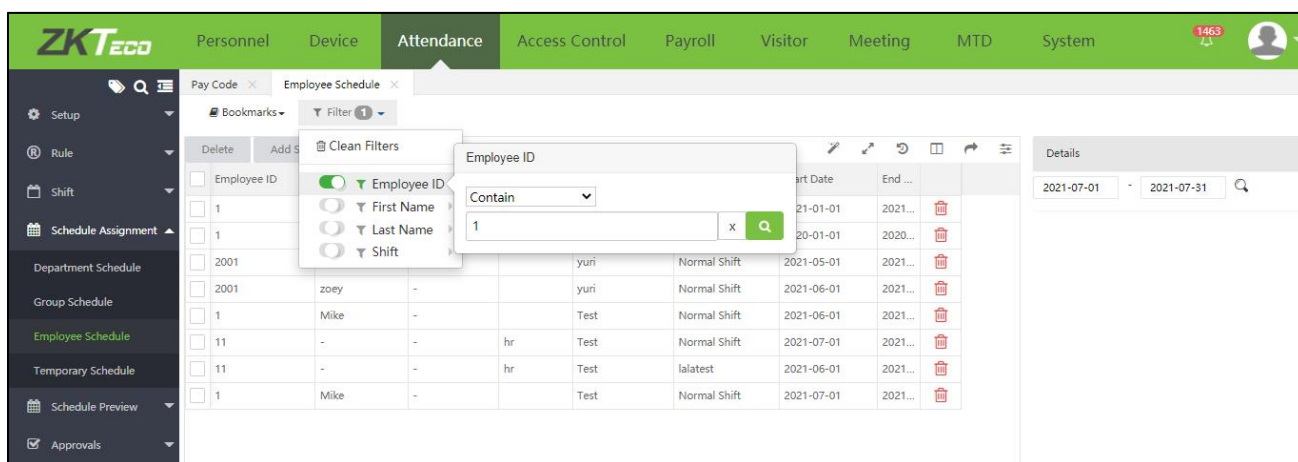 ZKTECO Personnel Device Attendance Access Control Payroll Visitor Meeting MTD System 1463
Pay Code × Employee Schedule ×
Setup
Bookmarks Filter 1
Rule
Shift
Schedule Assignment
Department Schedule
Group Schedule
Employee Schedule
Temporary Schedule
Schedule Preview
Approvals
Clean Filters
Employee ID
First Name
Last Name
Shift
Employee ID
Contain
1 x
Delete Add S
Employee ID art Date End ...
1 21-01-01 2021...
1 20-01-01 2020...
2001 yuri Normal Shift 2021-05-01 2021...
2001 zoey - yuri Normal Shift 2021-06-01 2021...
1 Mike - Test Normal Shift 2021-06-01 2021...
11 - - hr Test Normal Shift 2021-07-01 2021...
11 - - hr Test lalatest 2021-06-01 2021...
1 Mike - Test Normal Shift 2021-07-01 2021...
Details
2021-07-01 - 2021-07-31